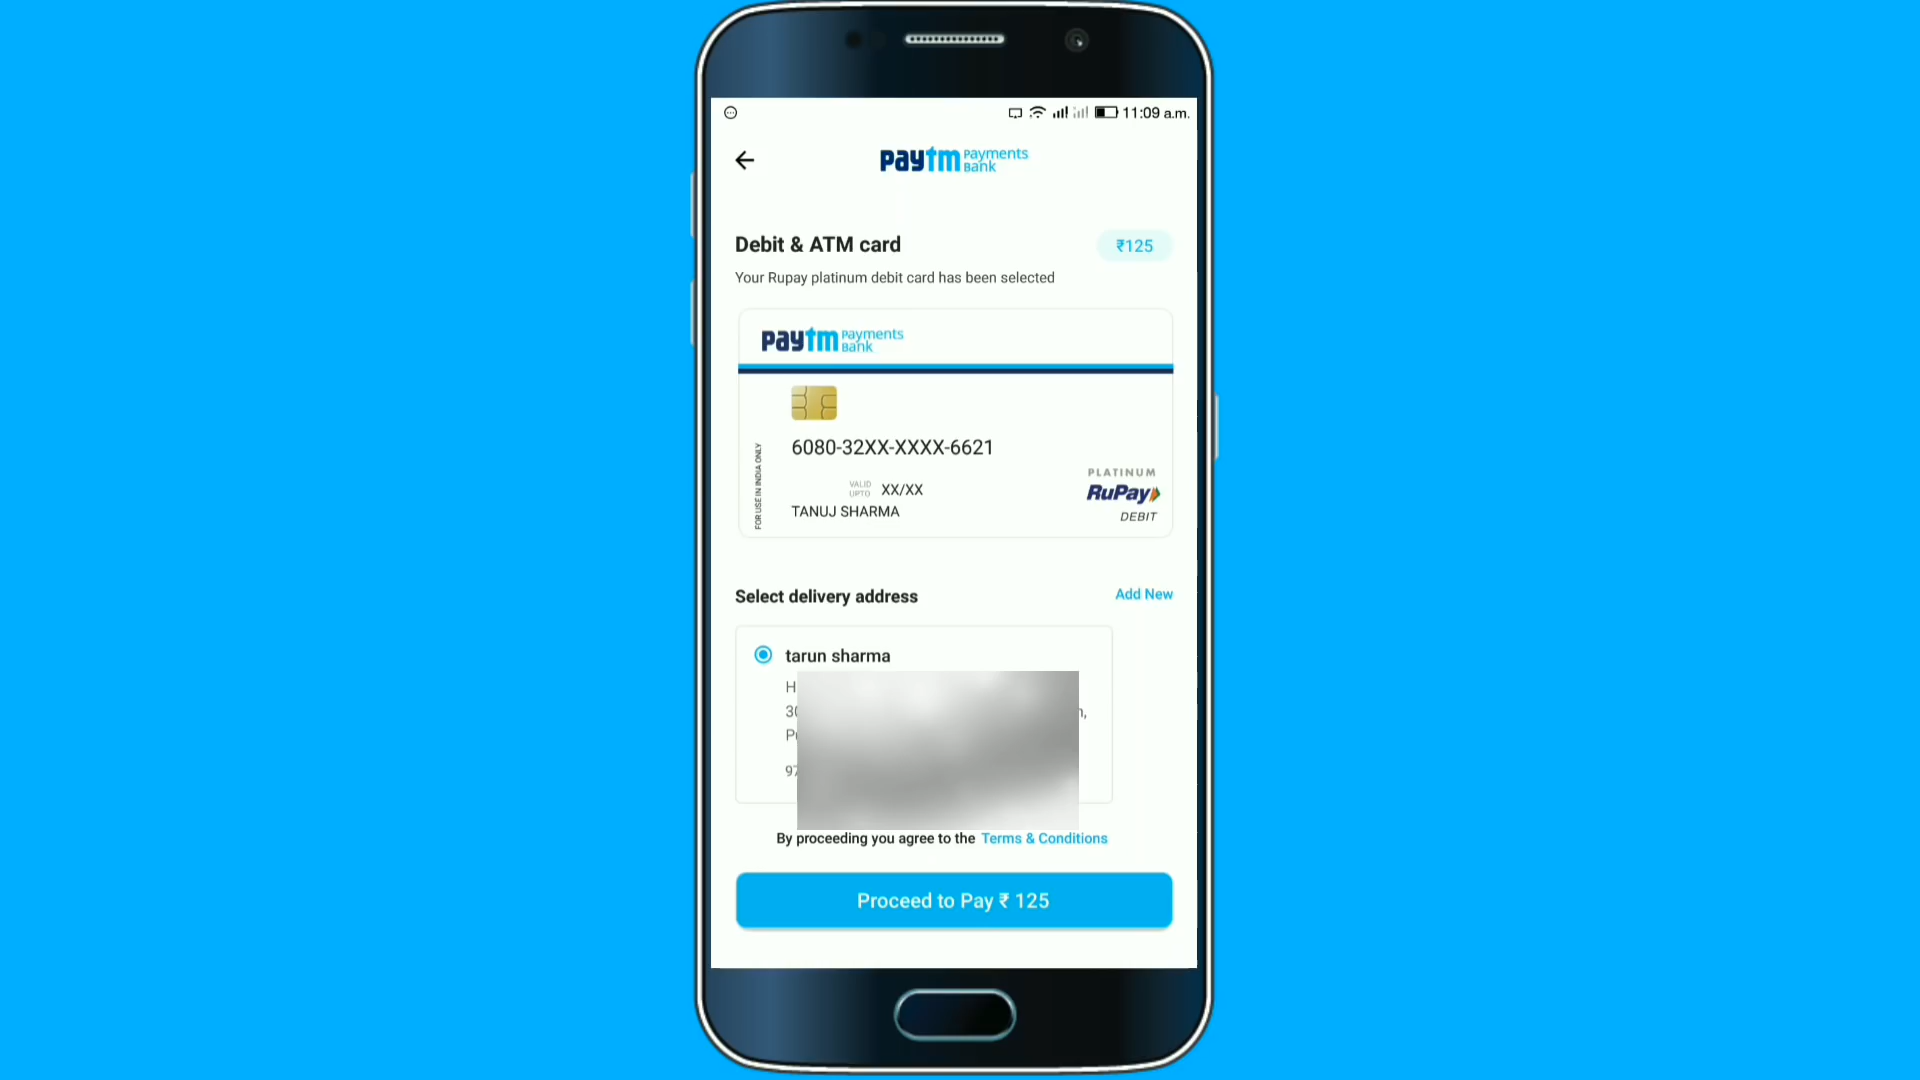 11:09 a.m.
paytm Payments Bank
Debit & ATM card
₹125
Your Rupay platinum debit card has been selected
paytm Payments Bank
6080-32XX-XXXX-6621
FOR USE IN INDIA ONLY
VALID UPTO XX/XX
TANUJ SHARMA
PLATINUM
RuPay
DEBIT
Select delivery address
Add New
tarun sharma
By proceeding you agree to the Terms & Conditions
Proceed to Pay ₹ 125